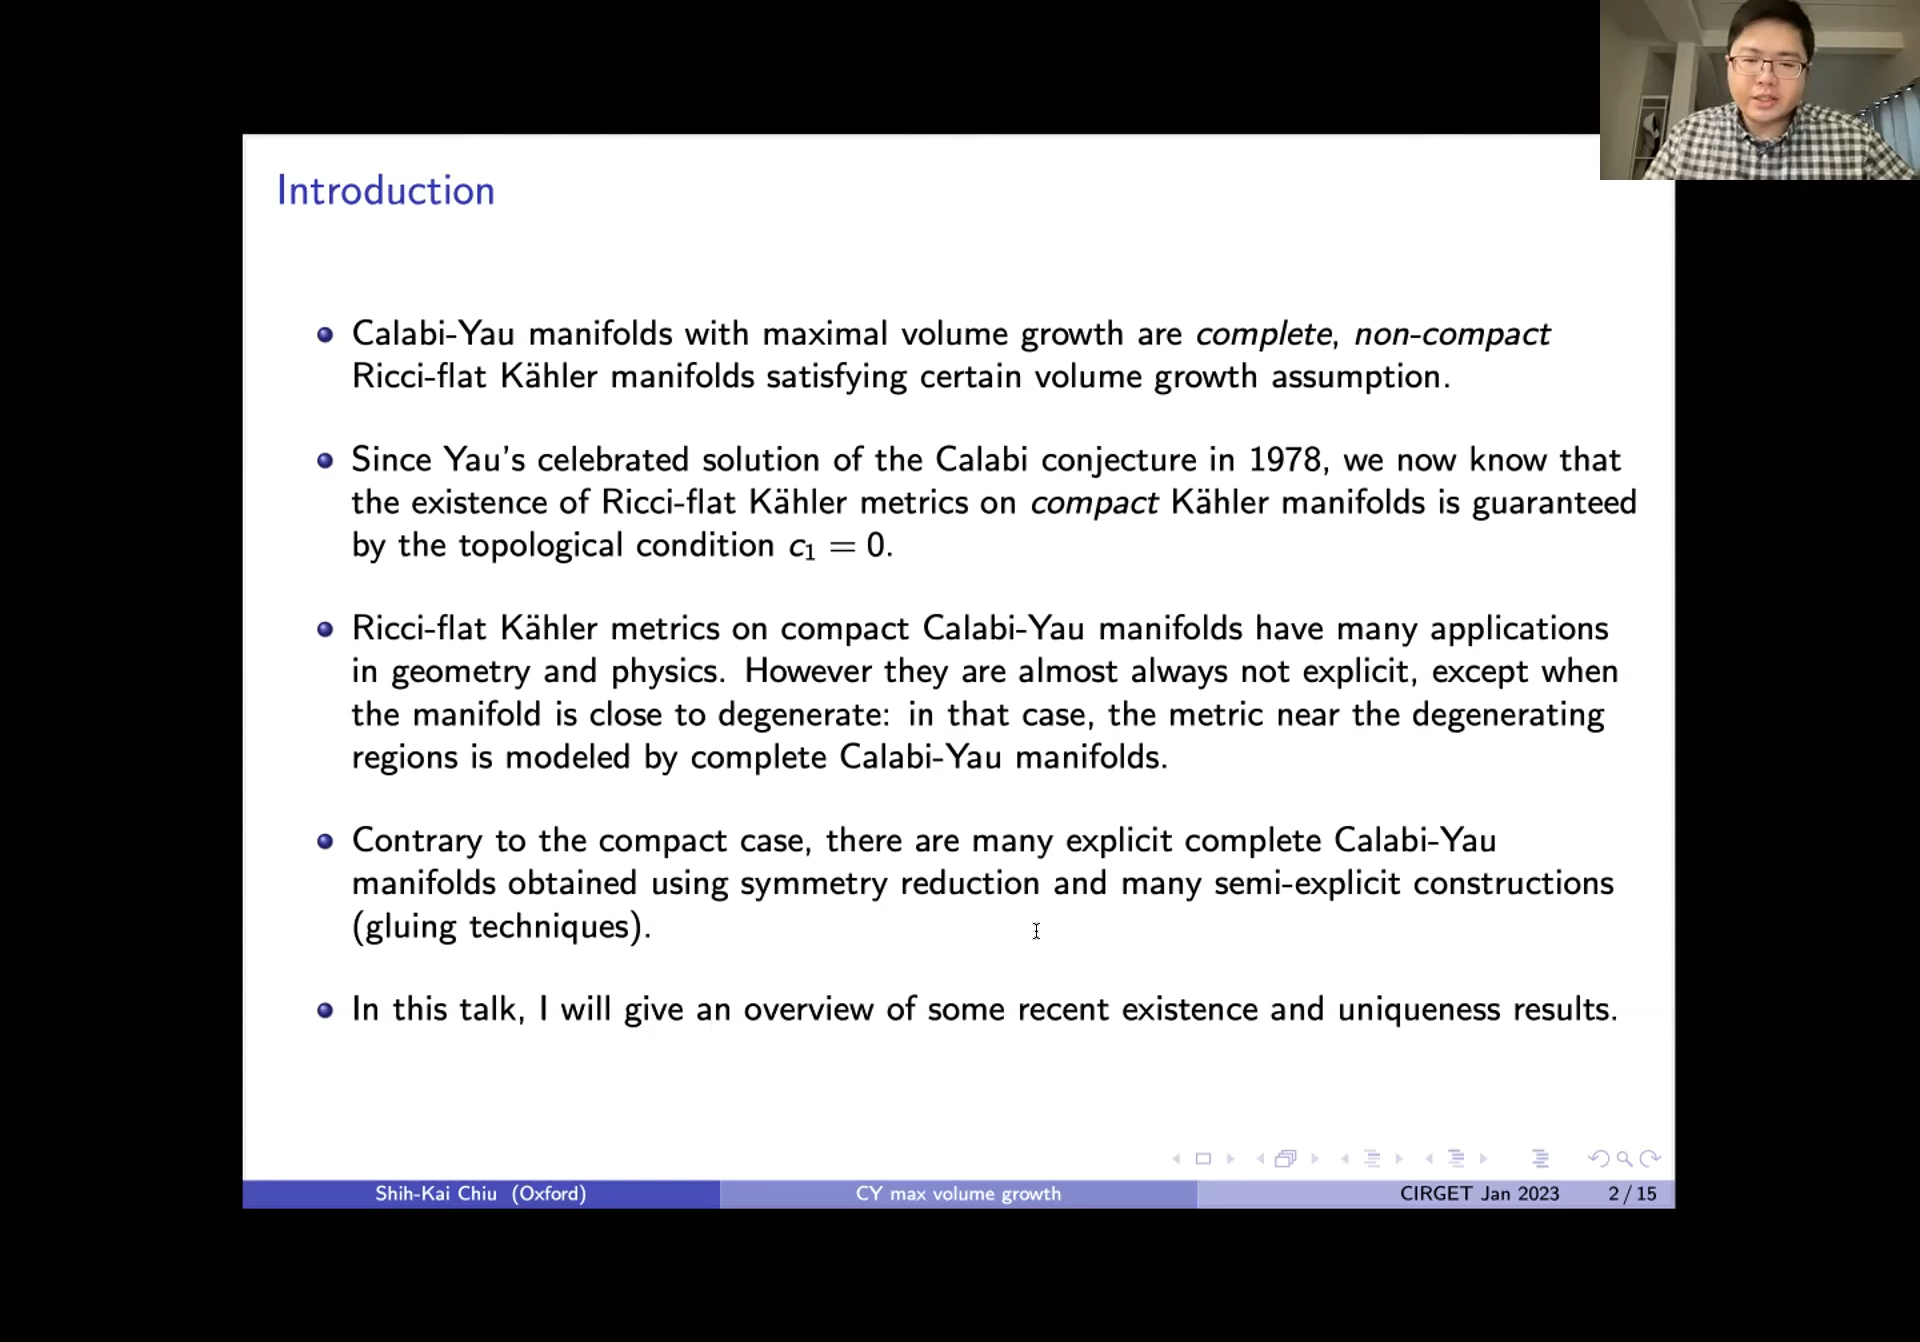 Introduction
Calabi-Yau manifolds with maximal volume growth are complete, non-compact
Ricci-flat Kähler manifolds satisfying certain volume growth assumption.
Since Yau's celebrated solution of the Calabi conjecture in 1978, we now know that
the existence of Ricci-flat Kähler metrics on compact Kähler manifolds is guaranteed
by the topological condition c₁ = 0.
Ricci-flat Kähler metrics on compact Calabi-Yau manifolds have many applications
in geometry and physics. However they are almost always not explicit, except when
the manifold is close to degenerate: in that case, the metric near the degenerating
regions is modeled by complete Calabi-Yau manifolds.
Contrary to the compact case, there are many explicit complete Calabi-Yau
manifolds obtained using symmetry reduction and many semi-explicit constructions
(gluing techniques).
In this talk, I will give an overview of some recent existence and uniqueness results.
Shih-Kai Chiu (Oxford) CY max volume growth CIRGET Jan 2023 2 / 15